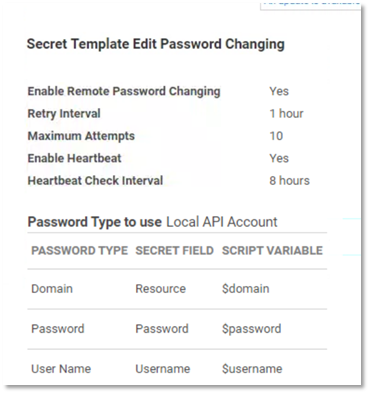 Secret Template Edit Password Changing
Enable Remote Password Changing Yes
Retry Interval 1 hour
Maximum Attempts 10
Enable Heartbeat Yes
Heartbeat Check Interval 8 hours
Password Type to use Local API Account
PASSWORD TYPE SECRET FIELD SCRIPT VARIABLE
Domain Resource $domain
Password Password $password
User Name Username $username